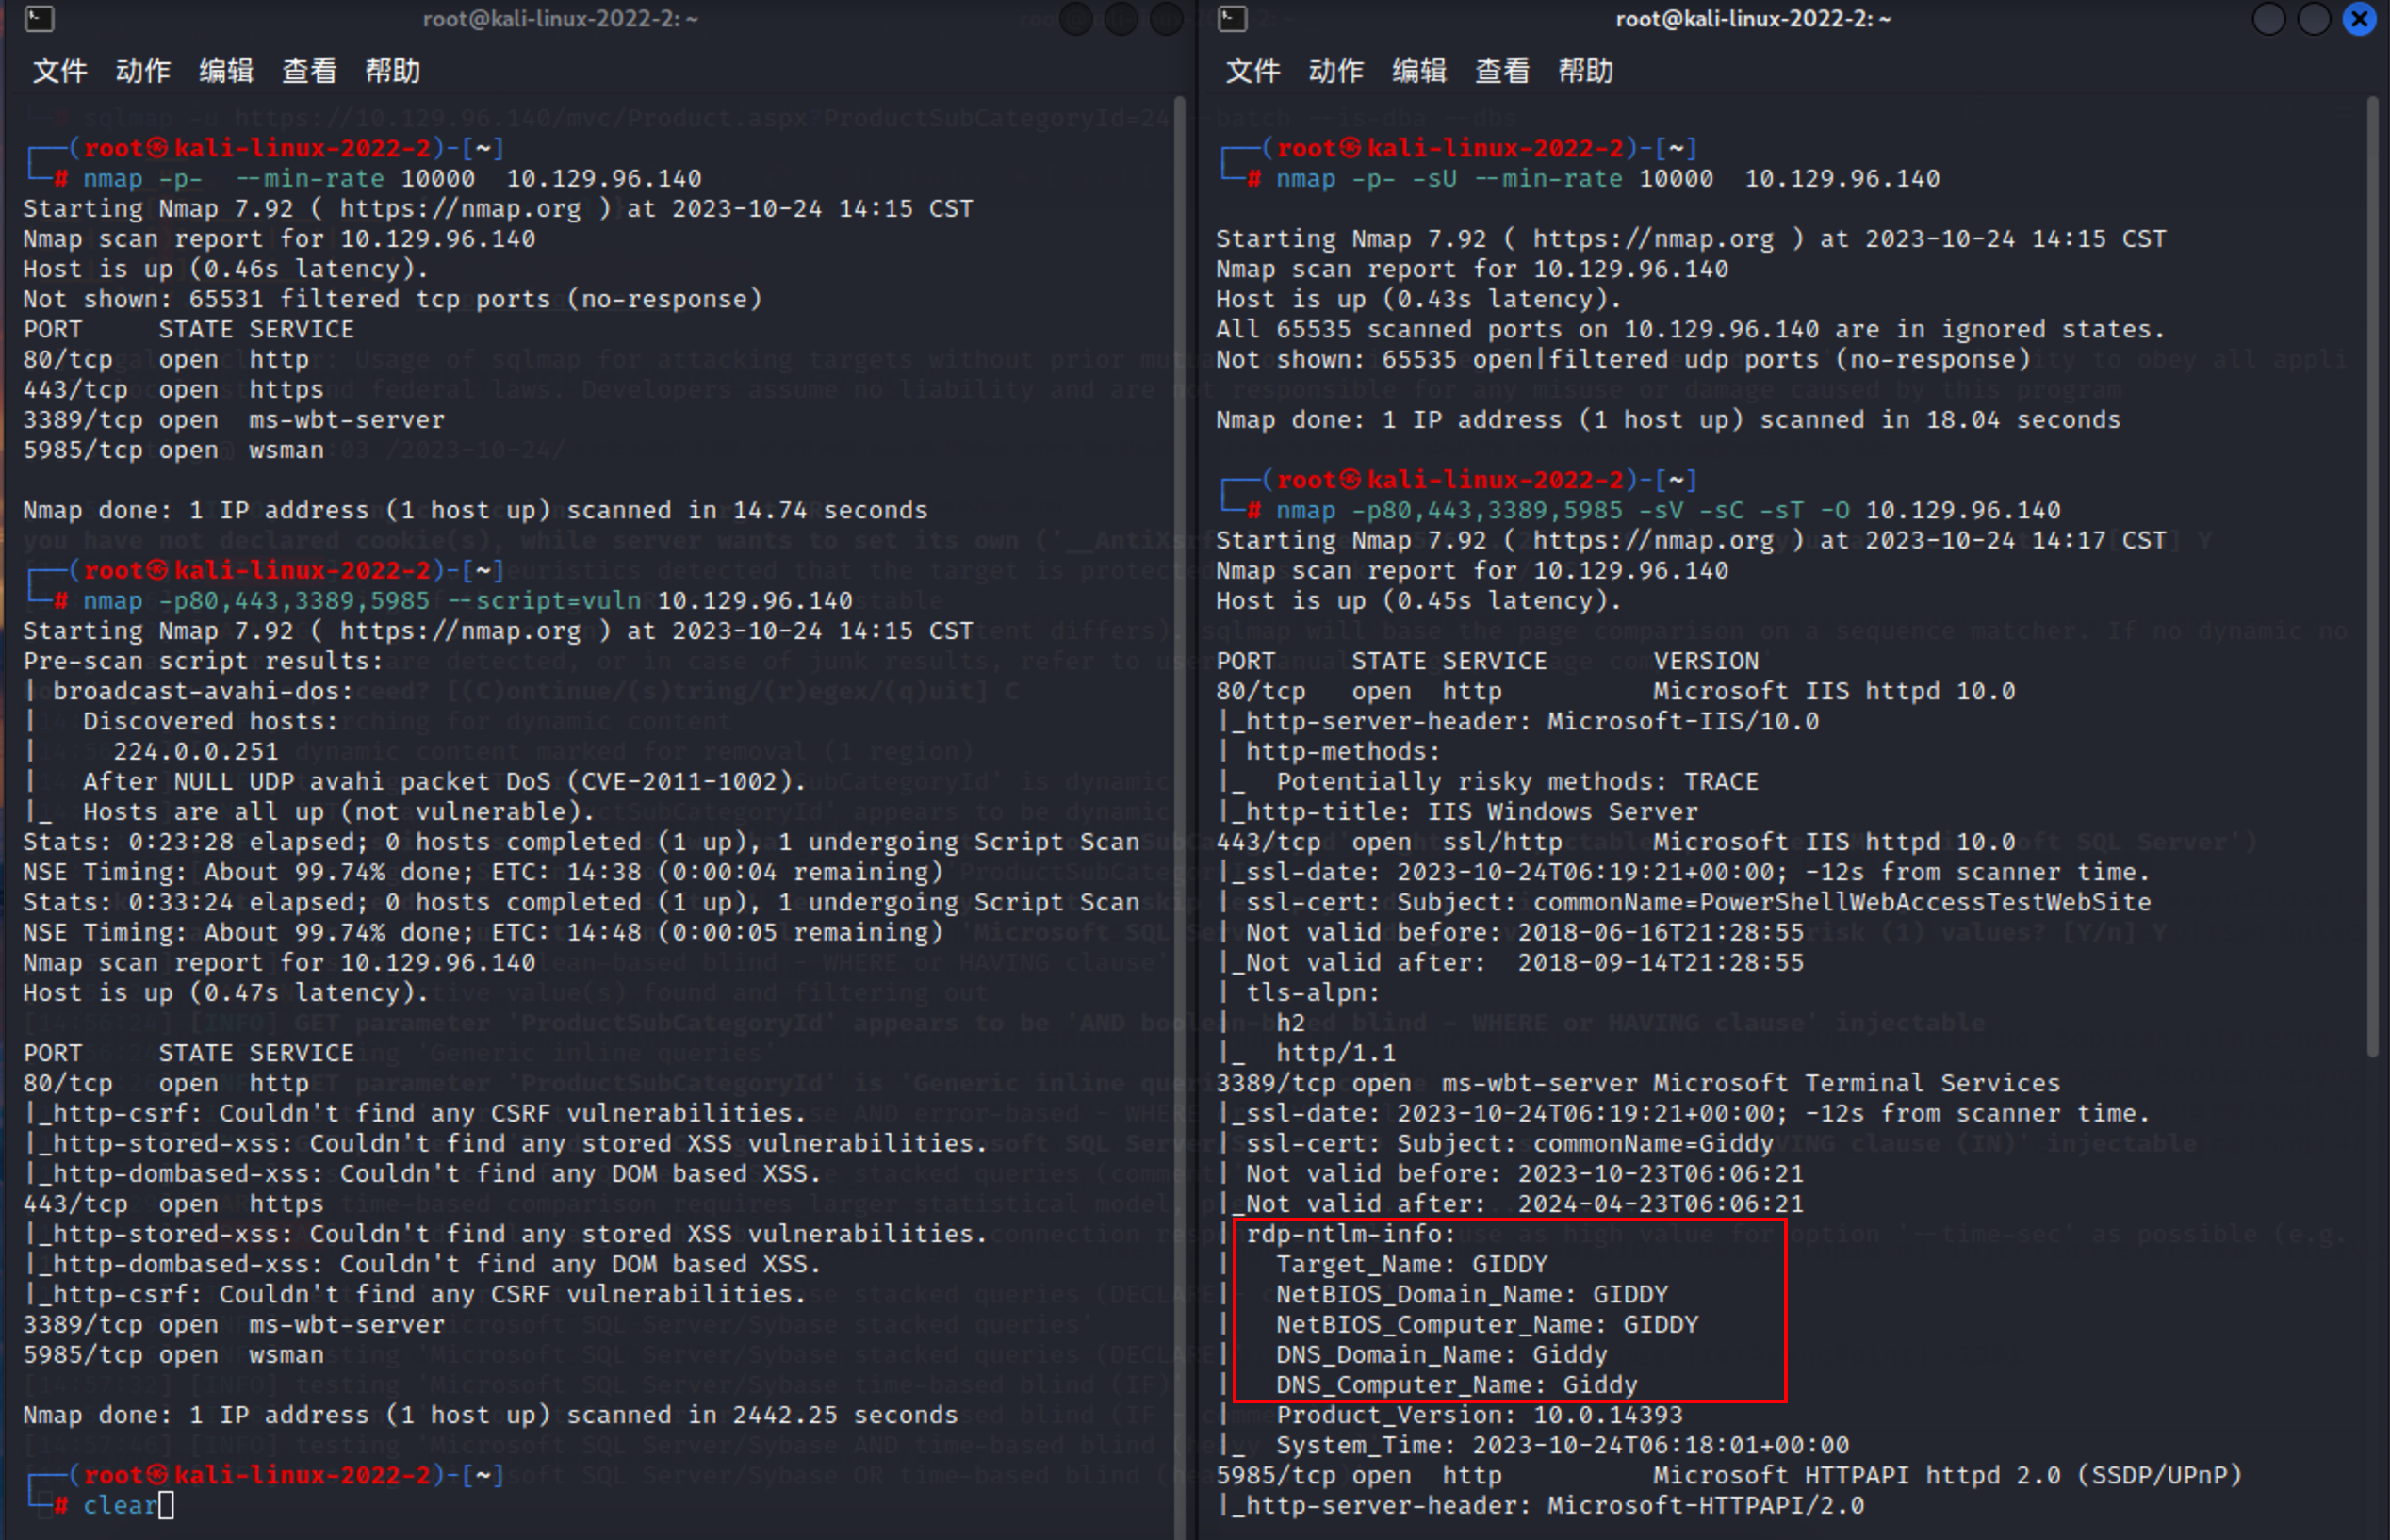 root@kali-linux-2022-2: ~
文件 动作 编辑 查看 帮助
┌──(root㉿kali-linux-2022-2)-[~]
└─# nmap -p-  --min-rate 10000  10.129.96.140
Starting Nmap 7.92 ( https://nmap.org ) at 2023-10-24 14:15 CST
Nmap scan report for 10.129.96.140
Host is up (0.46s latency).
Not shown: 65531 filtered tcp ports (no-response)
PORT     STATE SERVICE
80/tcp   open  http
443/tcp  open  https
3389/tcp open  ms-wbt-server
5985/tcp open  wsman
Nmap done: 1 IP address (1 host up) scanned in 14.74 seconds
┌──(root㉿kali-linux-2022-2)-[~]
└─# nmap -p80,443,3389,5985 --script=vuln 10.129.96.140
Starting Nmap 7.92 ( https://nmap.org ) at 2023-10-24 14:15 CST
Pre-scan script results:
| broadcast-avahi-dos:
|   Discovered hosts:
|     224.0.0.251
|   After NULL UDP avahi packet DoS (CVE-2011-1002).
|_  Hosts are all up (not vulnerable).
Stats: 0:23:28 elapsed; 0 hosts completed (1 up), 1 undergoing Script Scan
NSE Timing: About 99.74% done; ETC: 14:38 (0:00:04 remaining)
Stats: 0:33:24 elapsed; 0 hosts completed (1 up), 1 undergoing Script Scan
NSE Timing: About 99.74% done; ETC: 14:48 (0:00:05 remaining)
Nmap scan report for 10.129.96.140
Host is up (0.47s latency).
PORT     STATE SERVICE
80/tcp   open  http
|_http-csrf: Couldn't find any CSRF vulnerabilities.
|_http-stored-xss: Couldn't find any stored XSS vulnerabilities.
|_http-dombased-xss: Couldn't find any DOM based XSS.
443/tcp  open  https
|_http-stored-xss: Couldn't find any stored XSS vulnerabilities.
|_http-dombased-xss: Couldn't find any DOM based XSS.
|_http-csrf: Couldn't find any CSRF vulnerabilities.
3389/tcp open  ms-wbt-server
5985/tcp open  wsman
Nmap done: 1 IP address (1 host up) scanned in 2442.25 seconds
┌──(root㉿kali-linux-2022-2)-[~]
└─# clear
root@kali-linux-2022-2: ~
文件 动作 编辑 查看 帮助
┌──(root㉿kali-linux-2022-2)-[~]
└─# nmap -p- -sU --min-rate 10000  10.129.96.140
Starting Nmap 7.92 ( https://nmap.org ) at 2023-10-24 14:15 CST
Nmap scan report for 10.129.96.140
Host is up (0.43s latency).
All 65535 scanned ports on 10.129.96.140 are in ignored states.
Not shown: 65535 open|filtered udp ports (no-response)
Nmap done: 1 IP address (1 host up) scanned in 18.04 seconds
┌──(root㉿kali-linux-2022-2)-[~]
└─# nmap -p80,443,3389,5985 -sV -sC -sT -O 10.129.96.140
Starting Nmap 7.92 ( https://nmap.org ) at 2023-10-24 14:17 CST
Nmap scan report for 10.129.96.140
Host is up (0.45s latency).
PORT     STATE SERVICE       VERSION
80/tcp   open  http          Microsoft IIS httpd 10.0
|_http-server-header: Microsoft-IIS/10.0
| http-methods:
|_  Potentially risky methods: TRACE
|_http-title: IIS Windows Server
443/tcp  open  ssl/http      Microsoft IIS httpd 10.0
|_ssl-date: 2023-10-24T06:19:21+00:00; -12s from scanner time.
| ssl-cert: Subject: commonName=PowerShellWebAccessTestWebSite
| Not valid before: 2018-06-16T21:28:55
|_Not valid after:  2018-09-14T21:28:55
| tls-alpn:
|   h2
|_  http/1.1
3389/tcp open  ms-wbt-server Microsoft Terminal Services
|_ssl-date: 2023-10-24T06:19:21+00:00; -12s from scanner time.
| ssl-cert: Subject: commonName=Giddy
| Not valid before: 2023-10-23T06:06:21
|_Not valid after:  2024-04-23T06:06:21
| rdp-ntlm-info:
|   Target_Name: GIDDY
|   NetBIOS_Domain_Name: GIDDY
|   NetBIOS_Computer_Name: GIDDY
|   DNS_Domain_Name: Giddy
|   DNS_Computer_Name: Giddy
|   Product_Version: 10.0.14393
|_  System_Time: 2023-10-24T06:18:01+00:00
5985/tcp open  http          Microsoft HTTPAPI httpd 2.0 (SSDP/UPnP)
|_http-server-header: Microsoft-HTTPAPI/2.0